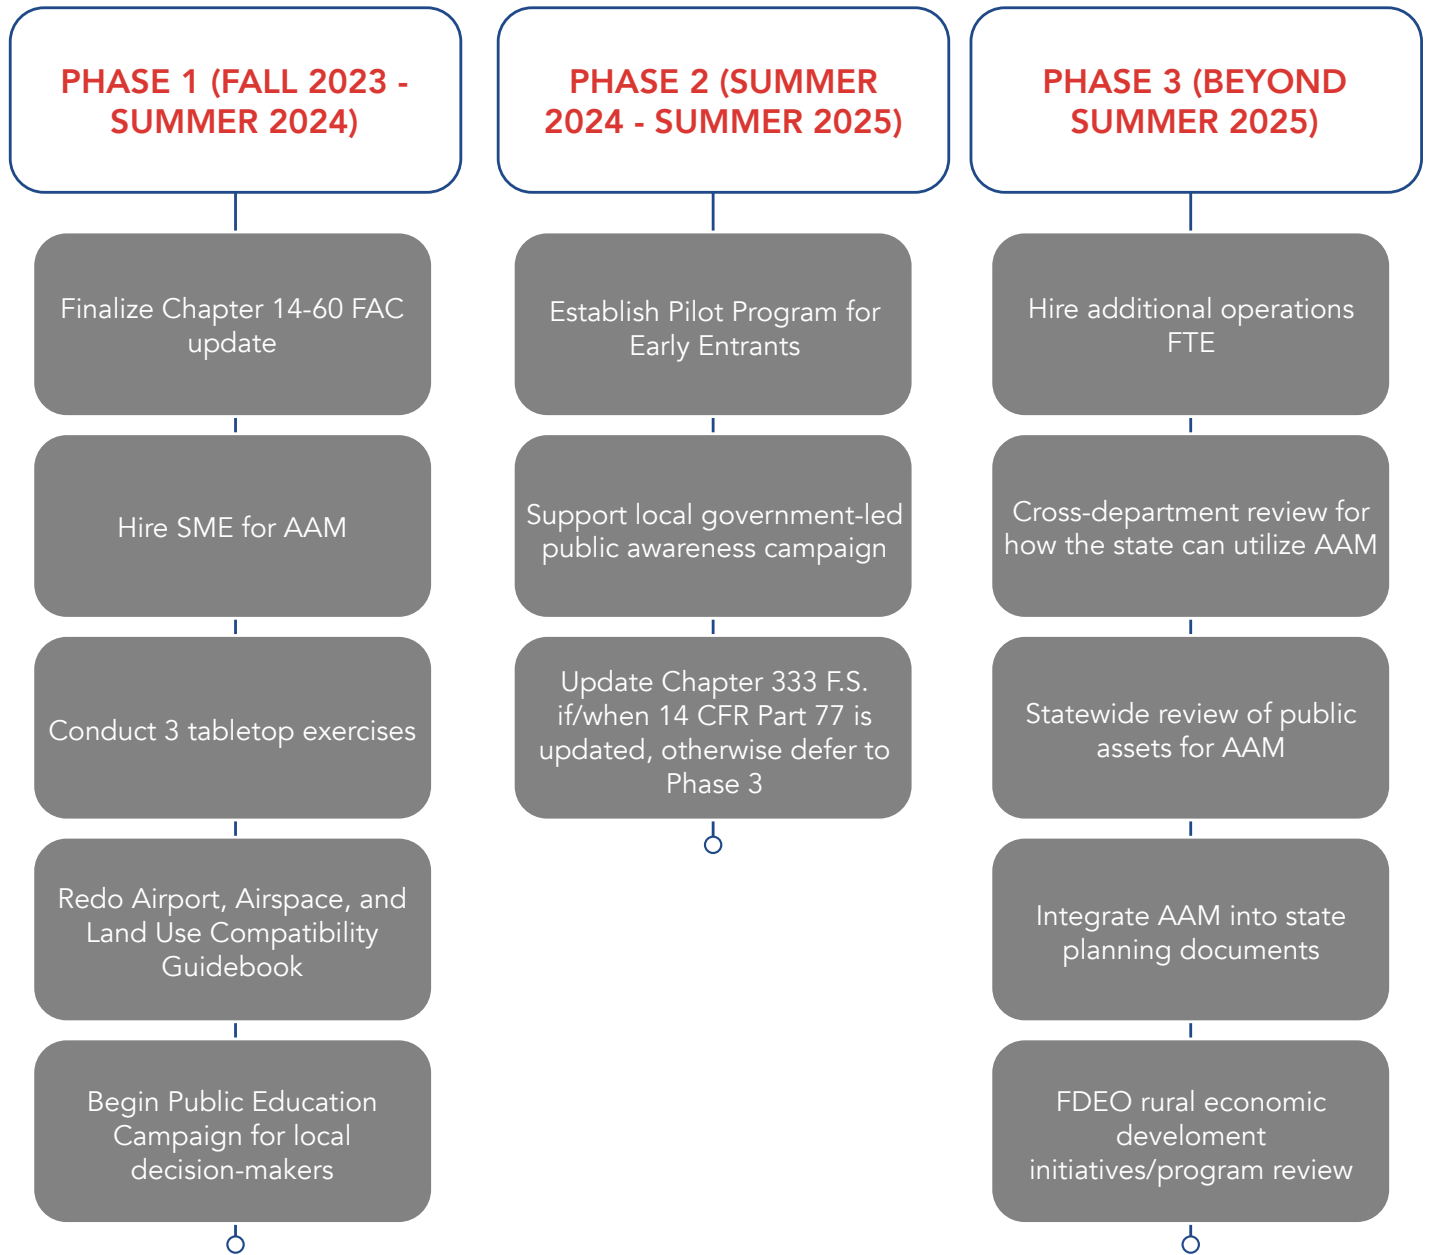 PHASE 1 (FALL 2023 -
SUMMER 2024)
Finalize Chapter 14-60 FAC
update
Hire SME for AAM
Conduct 3 tabletop exercises
Redo Airport, Airspace, and
Land Use Compatibility
Guidebook
Begin Public Education
Campaign for local
decision-makers
PHASE 2 (SUMMER
2024 - SUMMER 2025)
Establish Pilot Program for
Early Entrants
Support local government-led
public awareness campaign
Update Chapter 333 F.S.
if/when 14 CFR Part 77 is
updated, otherwise defer to
Phase 3
PHASE 3 (BEYOND
SUMMER 2025)
Hire additional operations
FTE
Cross-department review for
how the state can utilize AAM
Statewide review of public
assets for AAM
Integrate AAM into state
planning documents
FDEO rural economic
develoment
initiatives/program review